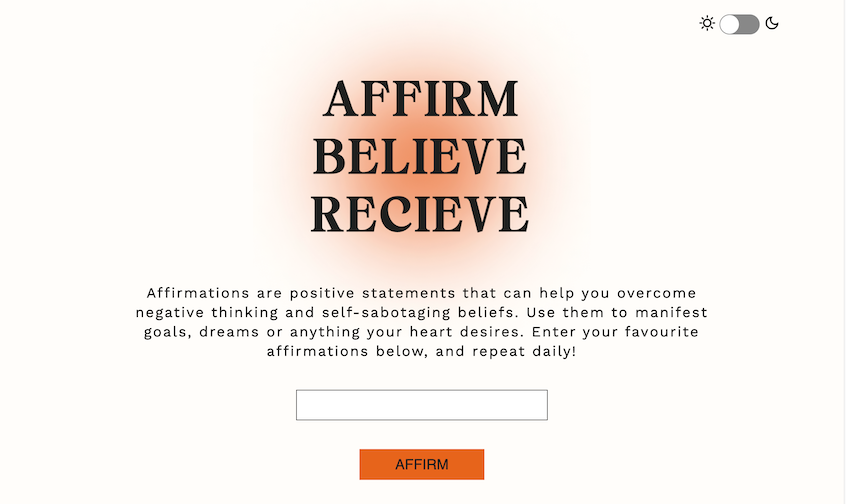 AFFIRM
BELIEVE
RECIEVE
Affirmations are positive statements that can help you overcome
negative thinking and self-sabotaging beliefs. Use them to manifest
goals, dreams or anything your heart desires. Enter your favourite
affirmations below, and repeat daily!
AFFIRM